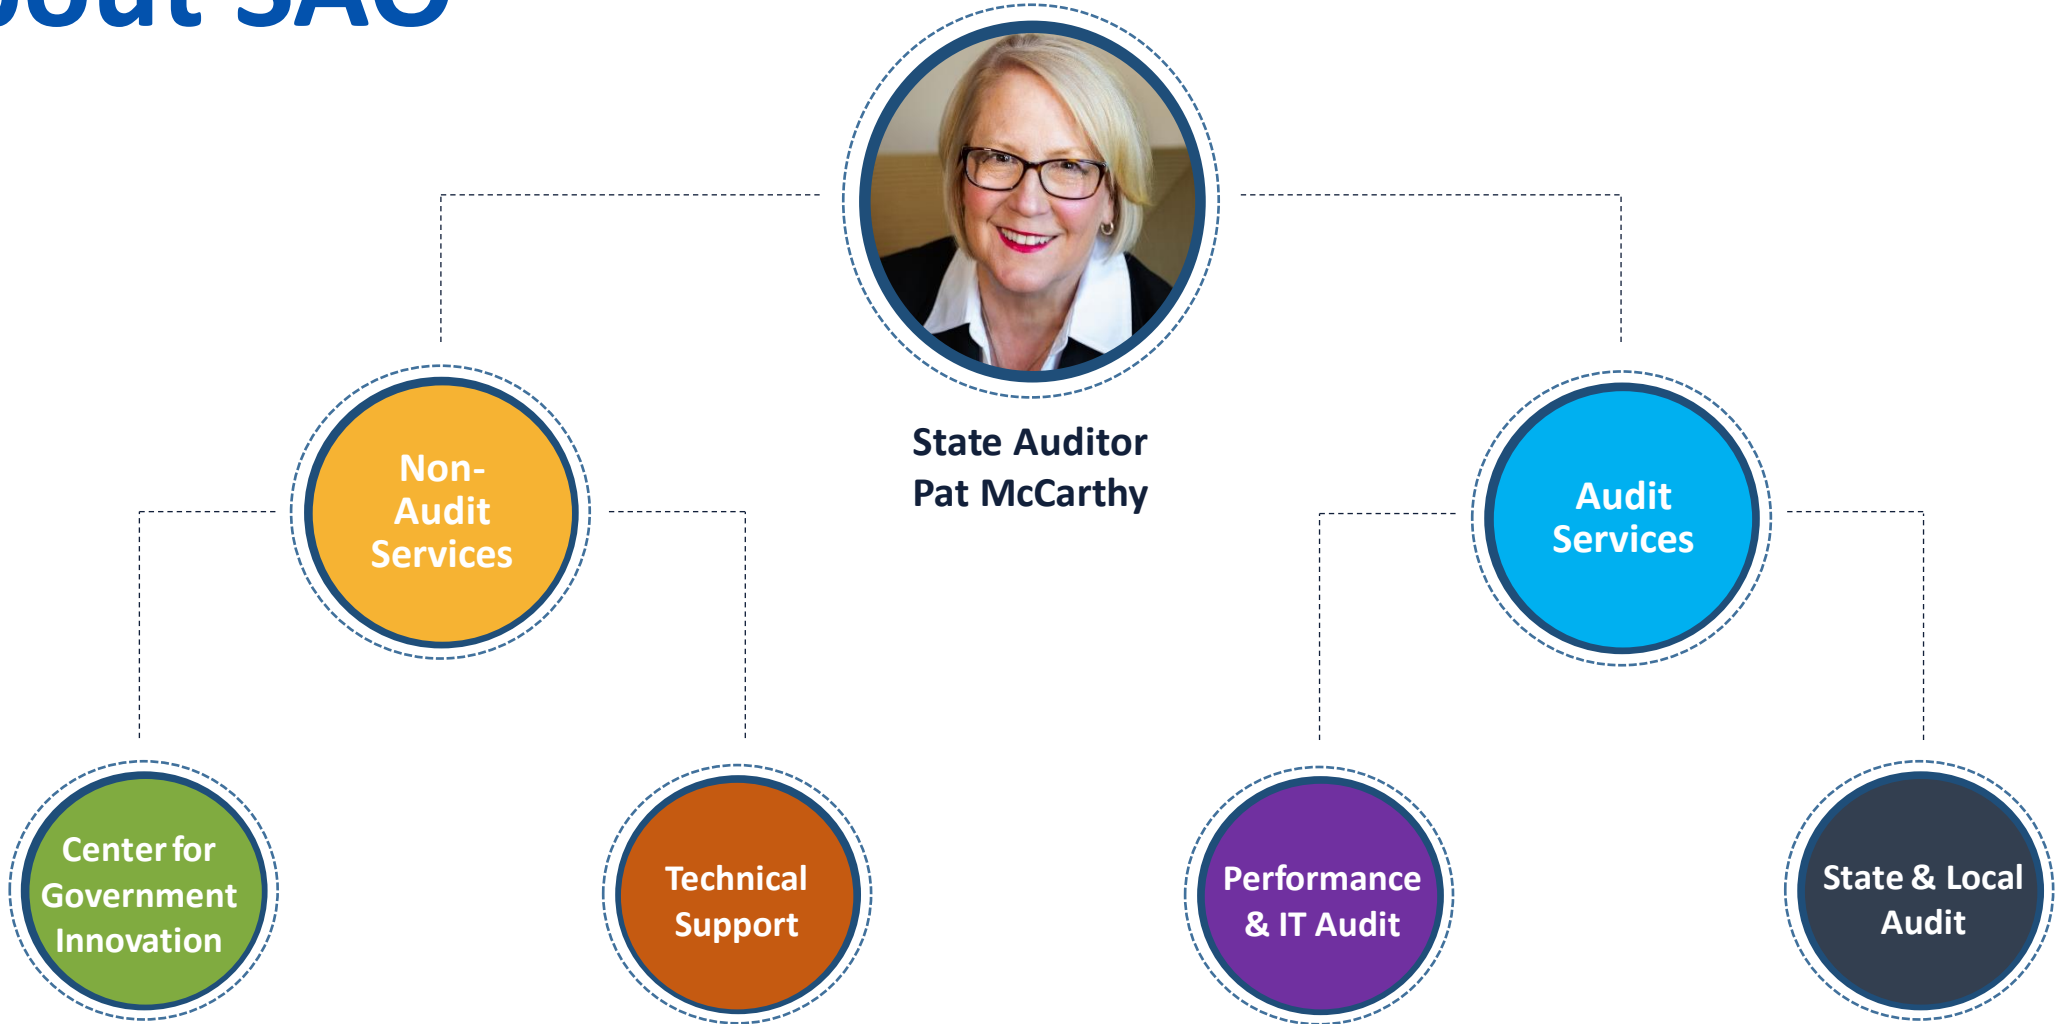 SAO
State Auditor
Pat McCarthy
Non-
Audit
Services
Audit
Services
Center for
Government
Innovation
Technical
Support
Performance
& IT Audit
State & Local
Audit